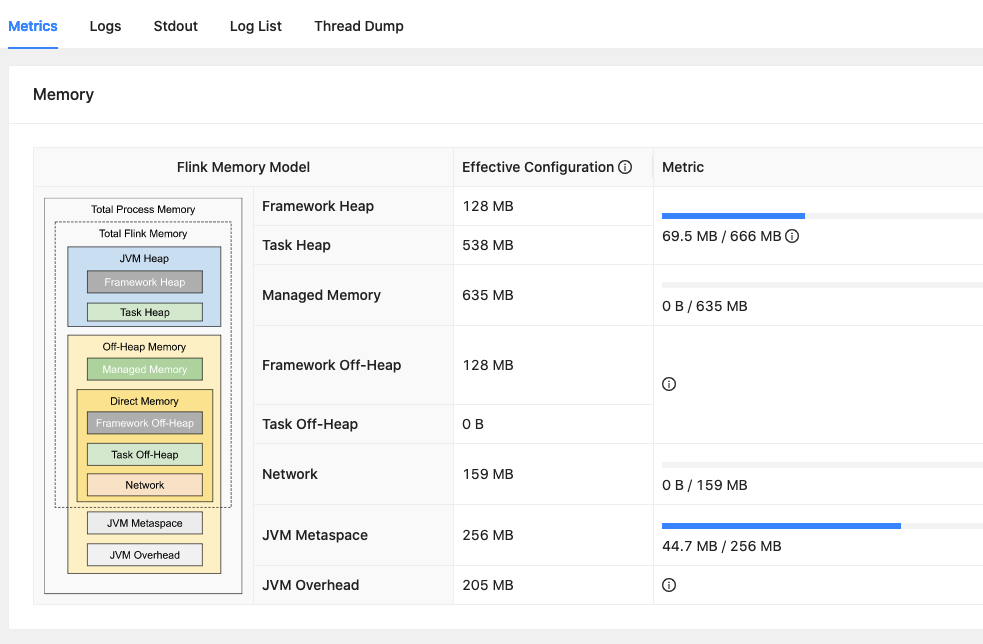 Metrics Logs Stdout Log List Thread Dump
Memory
Flink Memory Model Effective Configuration Metric
Total Process Memory
Total Flink Memory
JVM Heap
Framework Heap
Task Heap
Off-Heap Memory
Managed Memory
Direct Memory
Framework Off-Heap
Task Off-Heap
Network
JVM Metaspace
JVM Overhead
Framework Heap 128 MB
69.5 MB / 666 MB
Task Heap 538 MB
Managed Memory 635 MB
0 B / 635 MB
Framework Off-Heap 128 MB
Task Off-Heap 0 B
Network 159 MB
0 B / 159 MB
JVM Metaspace 256 MB
44.7 MB / 256 MB
JVM Overhead 205 MB